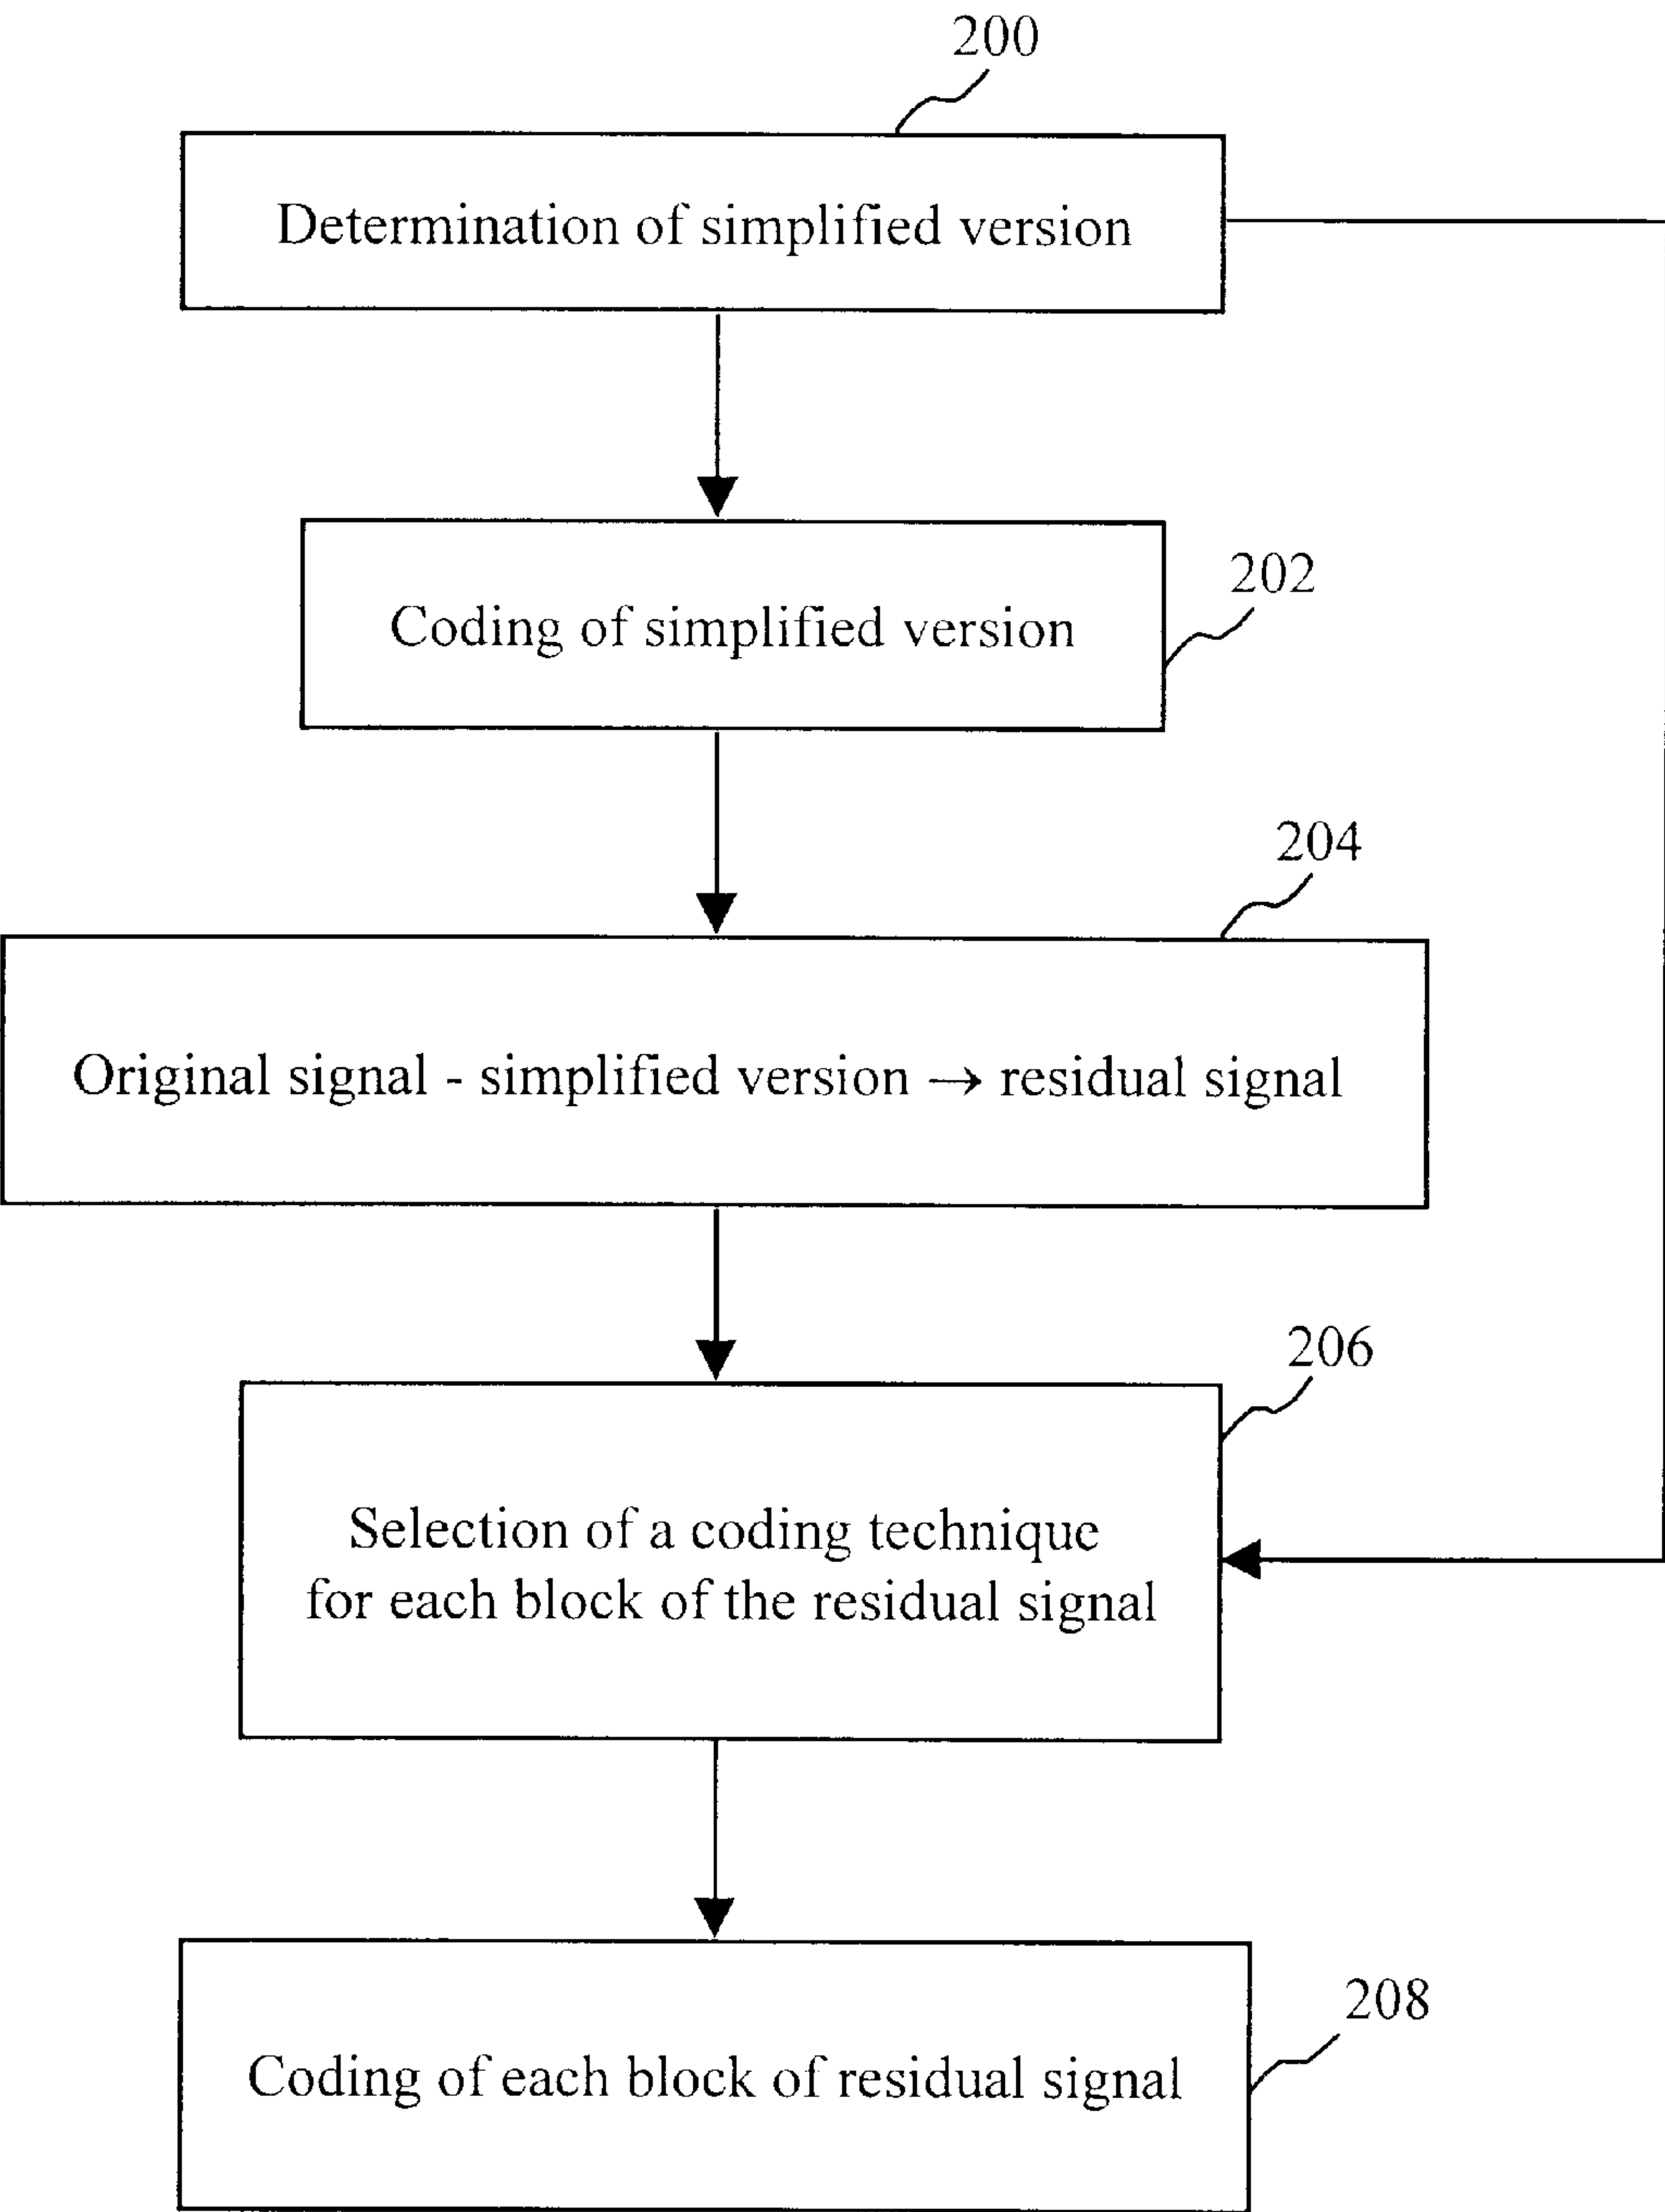 200
Determination of simplified version
202
Coding of simplified version
204
Original signal - simplified version → residual signal
206
Selection of a coding technique
for each block of the residual signal
208
Coding of each block of residual signal